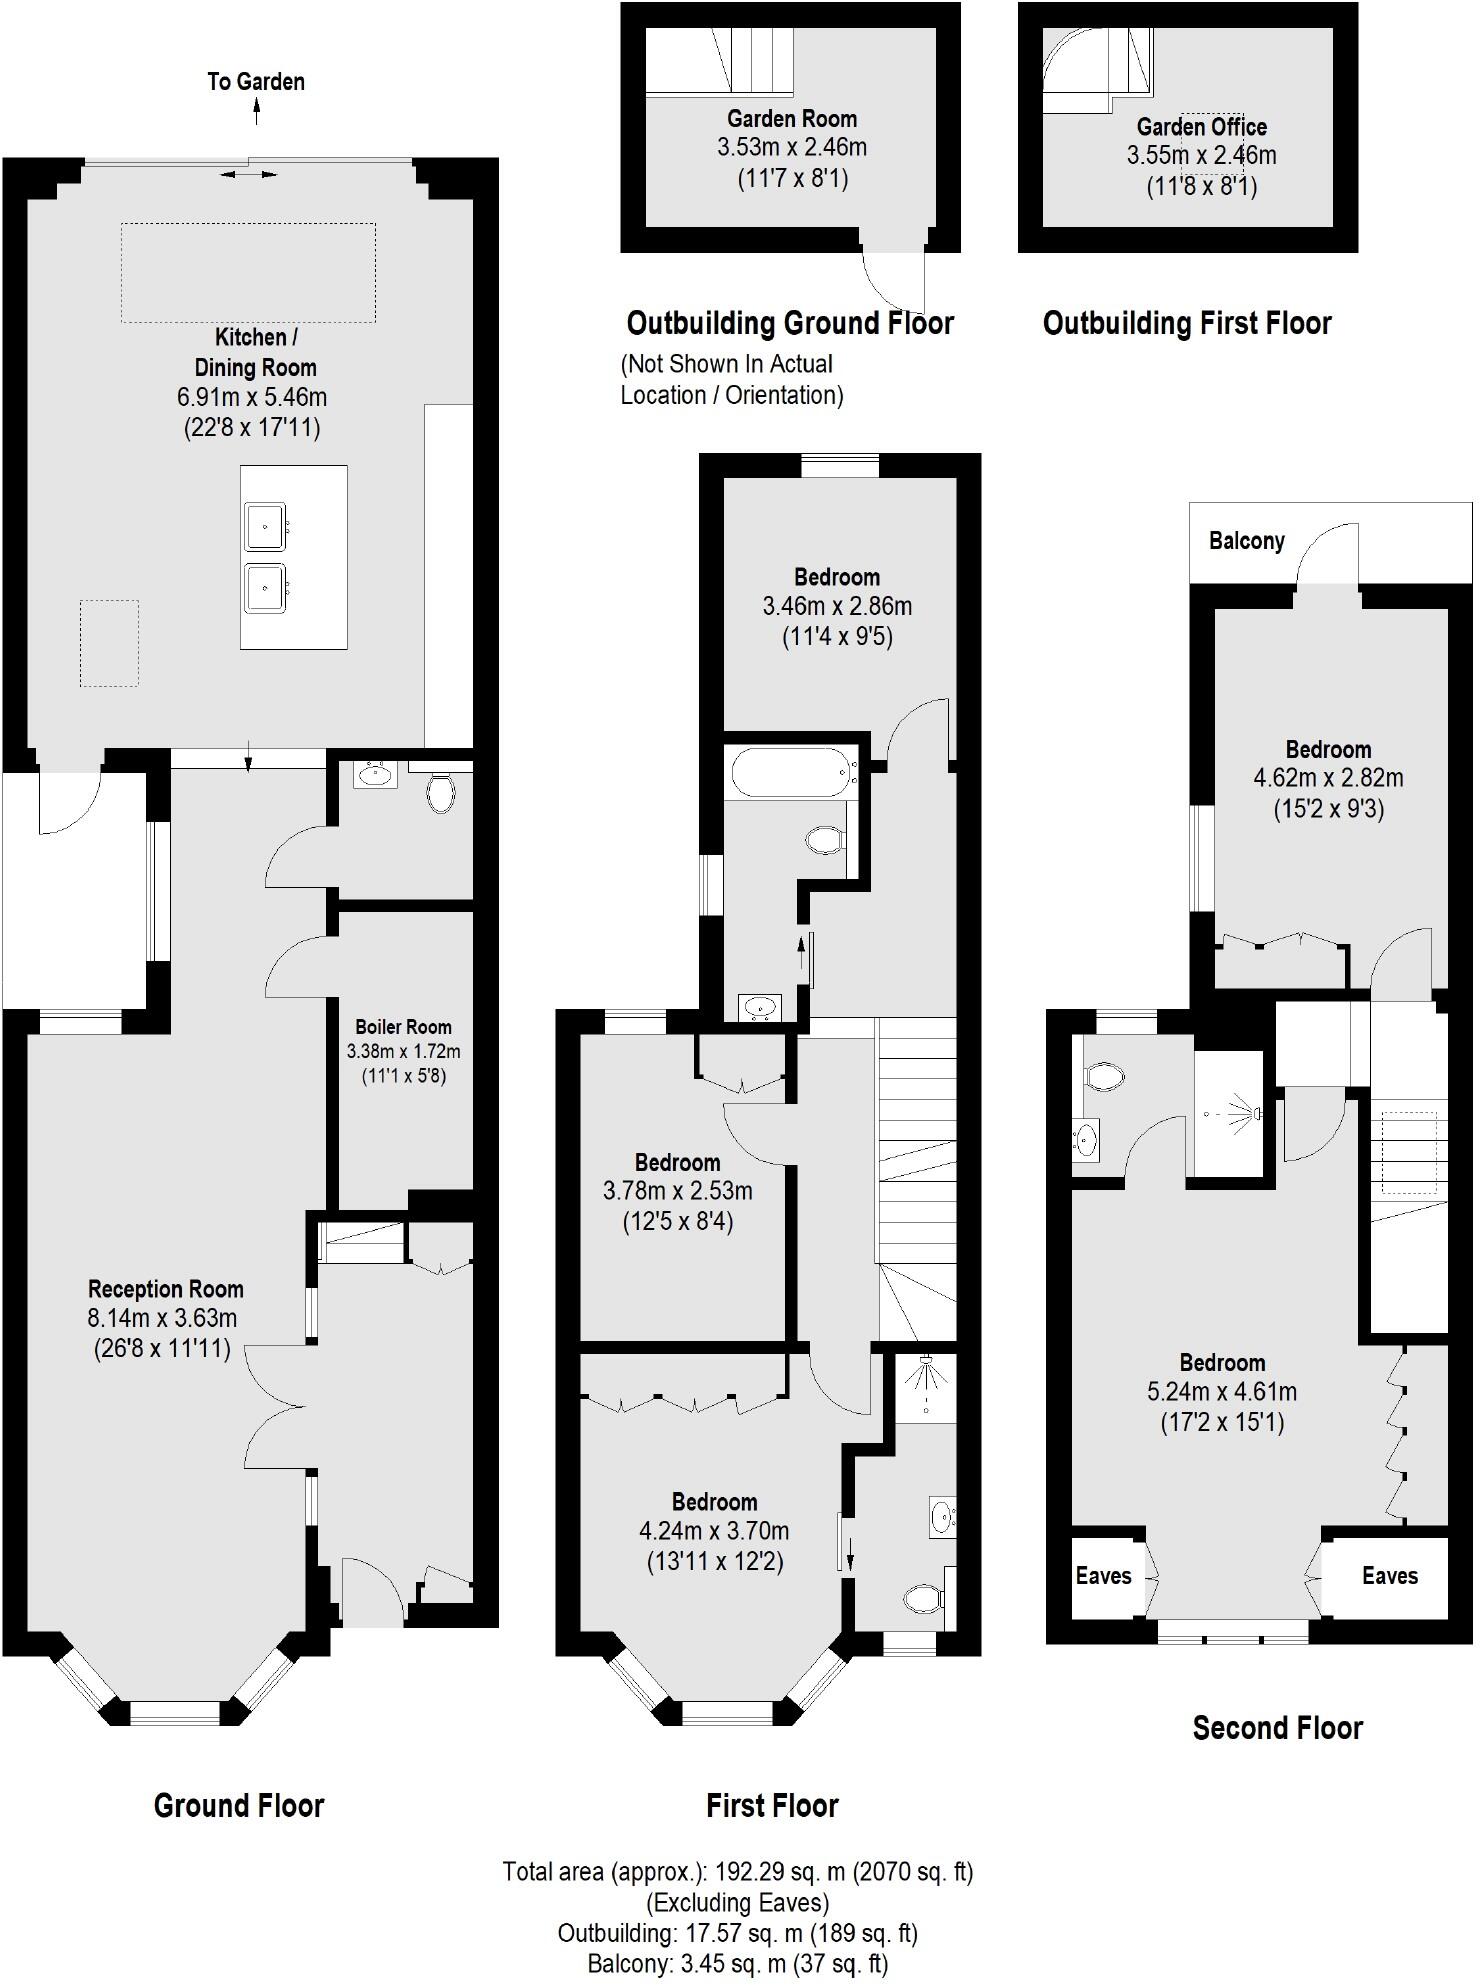 To Garden
Kitchen /
Dining Room
6.91m x 5.46m
(22'8 x 17'11)
Boiler Room
3.38m x 1.72m
(11'1 x 5'8)
Reception Room
8.14m x 3.63m
(26'8 x 11'11)
Ground Floor
Garden Room
3.53m x 2.46m
(11'7 x 8'1)
Outbuilding Ground Floor
(Not Shown In Actual
Location / Orientation)
Garden Office
3.55m x 2.46m
(11'8 x 8'1)
Outbuilding First Floor
Bedroom
3.46m x 2.86m
(11'4 x 9'5)
Bedroom
3.78m x 2.53m
(12'5 x 8'4)
Bedroom
4.24m x 3.70m
(13'11 x 12'2)
First Floor
Balcony
Bedroom
4.62m x 2.82m
(15'2 x 9'3)
Bedroom
5.24m x 4.61m
(17'2 x 15'1)
Eaves
Eaves
Second Floor
Total area (approx.): 192.29 sq. m (2070 sq. ft)
(Excluding Eaves)
Outbuilding: 17.57 sq. m (189 sq. ft)
Balcony: 3.45 sq. m (37 sq. ft)